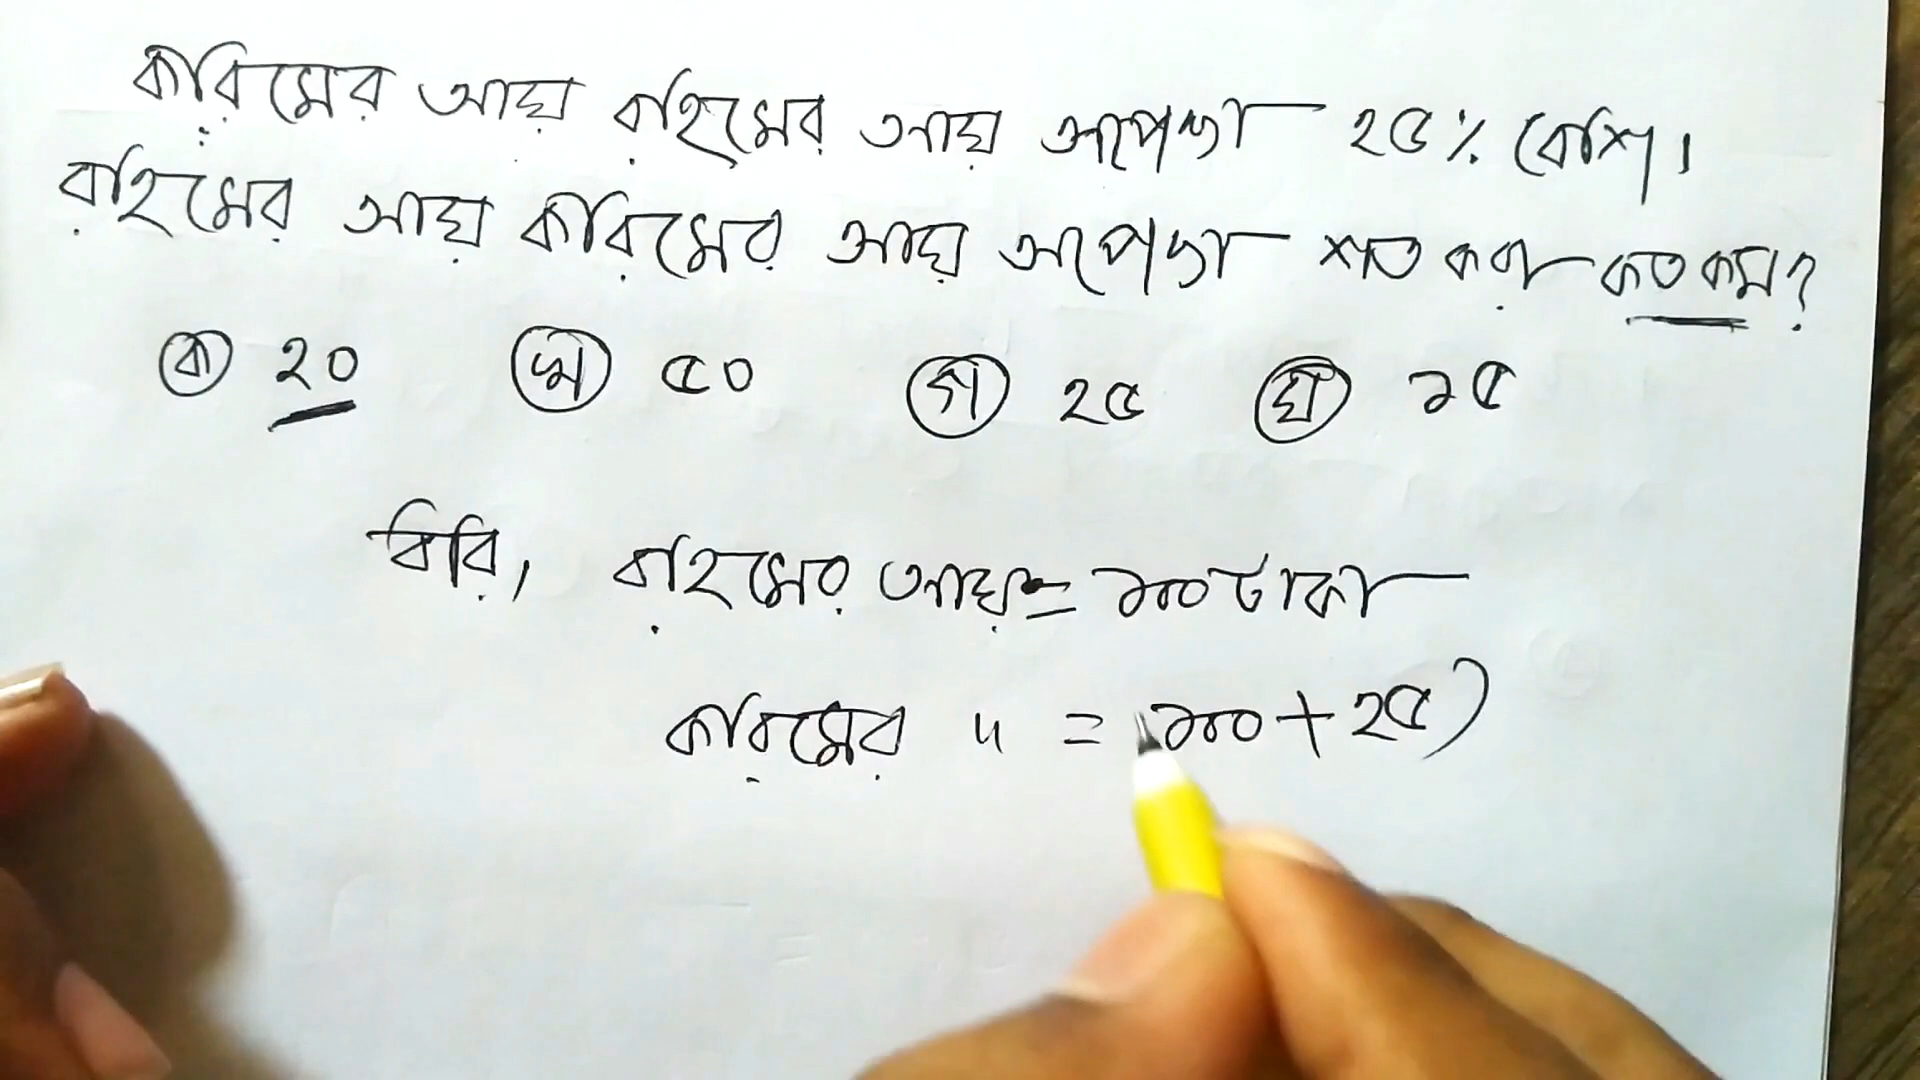 করিমের আয় রহিমের আয় অপেক্ষা ২৫% বেশি।
রহিমের আয় করিমের আয় অপেক্ষা শতকরা কত কম?
ক ২০ খ ৫০ গ ২৫ ঘ ১৫
ধরি, রহিমের আয় = ১০০ টাকা
করিমের " = ১০০ + ২৫)